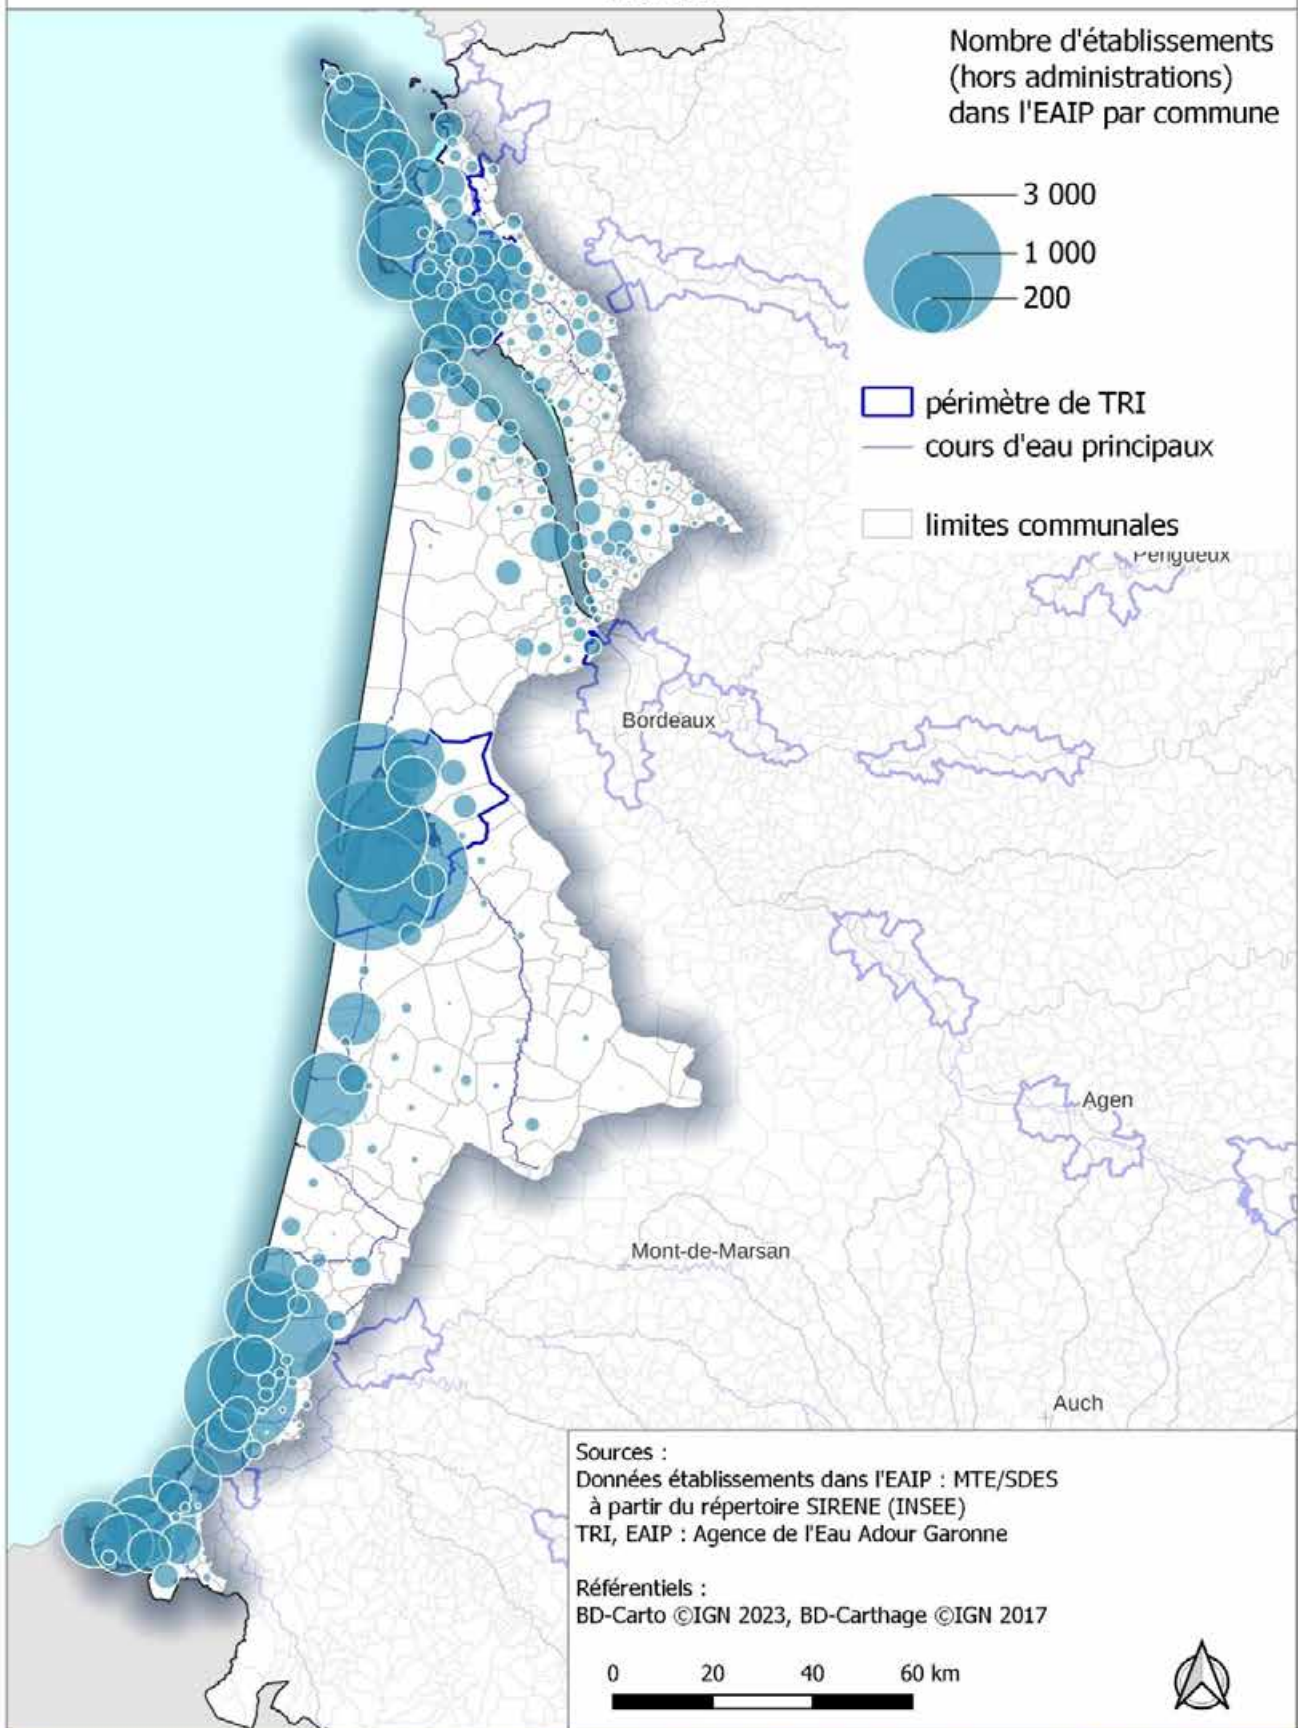 Nombre d'établissements
(hors administrations)
dans l'EAIP par commune
3 000
1 000
200
périmètre de TRI
cours d'eau principaux
limites communales
Périgueux
Bordeaux
Agen
Mont-de-Marsan
Auch
Sources :
Données établissements dans l'EAIP : MTE/SDES
à partir du répertoire SIRENE (INSEE)
TRI, EAIP : Agence de l'Eau Adour Garonne
Référentiels :
BD-Carto ©IGN 2023, BD-Carthage ©IGN 2017
0 20 40 60 km